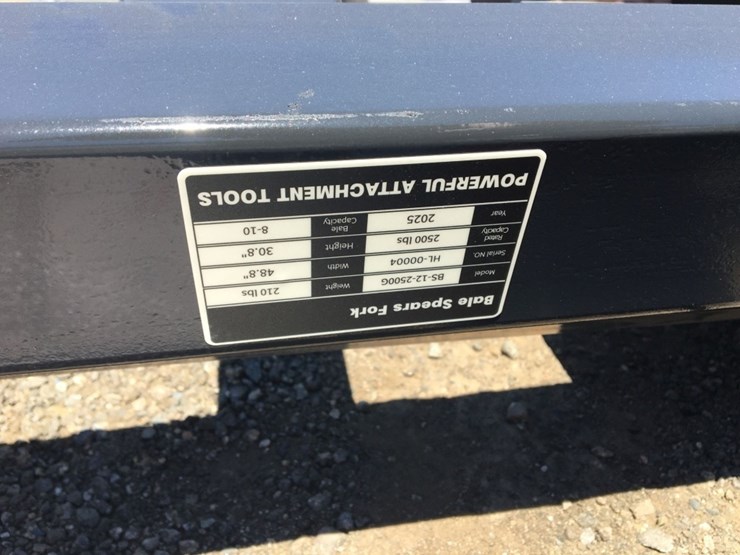 Bale Spears Fork
Model BS-12-2500G Weight 210 lbs
Serial NO. HL-00004 Width 48.8"
Rated Capacity 2500 lbs Height 30.8"
Year 2025 Bale Capacity 8-10
POWERFUL ATTACHMENT TOOLS